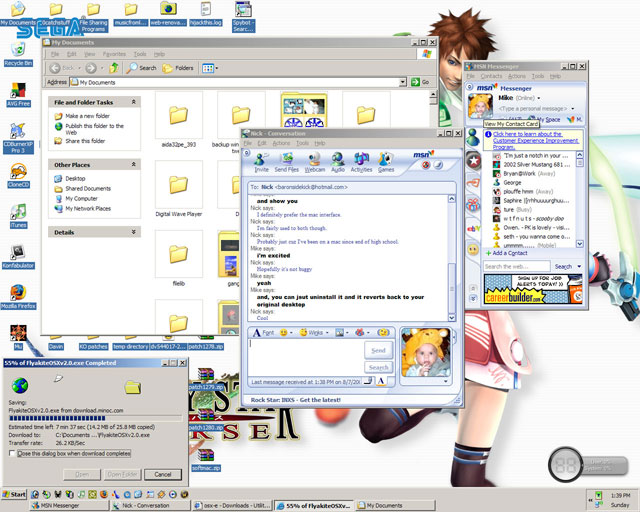 SEGA
Recycle Bin
AVG Free
CDBurnerXP
Pro 3
CloneCD
iTunes
Konfabulator
Mozilla Firefox
Mu
File Sharing
Programs
musicfroml...
web-renova...
hijackthis.log
Spybot -
Searc...
My Documents
File Edit View Favorites Tools Help
Back Search Folders
Address My Documents Go
File and Folder Tasks
Make a new folder
Publish this folder to the
Web
Share this folder
Other Places
Desktop
Shared Documents
My Computer
My Network Places
Details
aida32pe_393
backup win
Digital Wave Player
filelib
gang
Nick - Conversation
File Edit Actions Tools Help
msn
Invite Send Files Webcam Audio Activities Games
To: Nick <baronsidekick@hotmail.com>
and show you
Nick says:
I definitely prefer the mac interface.
Nick says:
I'm fairly used to both though.
Nick says:
Probably just cuz I've been on a mac since end of high school.
Mike says:
i'm excited
Nick says:
Hopefully it's not buggy
Mike says:
yeah
Mike says:
and, you can jsut uninstall it and it reverts back to your
original desktop
Nick says:
Cool
Font Winks
Send
Search
Last message received at 1:38 PM on 8/7/20
Rock Star: INXS - Get the latest!
MSN Messenger
File Contacts Actions Tools Help
msn Messenger
Mike (Online)
<Type a personal message>
View My Contact Card
My Space
Click here to learn about the
Customer Experience Improvement
Program.
"I'm just a notch in your ...
2002 Silver Mustang 681 ...
Bryan@Work (Away)
George
plouffe hmm (Away)
Saphire
ture (Busy)
w t f n u t s - scooby doo
Owen. - PK is lovely - visi...
seth - you wanna come o...
ummmm...... (Mobile)
Add a Contact
Search the web... Search
SIGN UP FOR JOB
ALERTS TODAY!
careerbuilder.com
Davin
KO patches
temp directory
dv544017-2...
patch1278.zip
patch1279.zip
patch1280.zip
softmac.zip
55% of FlyakiteOSXv2.0.exe Completed
Saving:
FlyakiteOSXv2.0.exe from download.minoc.com
Estimated time left 7 min 37 sec (14.2 MB of 25.8 MB copied)
Download to: C:\Documents ...\FlyakiteOSXv2.0.exe
Transfer rate: 26.2 KB/Sec
Close this dialog box when download completes
Open Open Folder Cancel
Start
1:39 PM
MSN Messenger
Nick - Conversation
osx-e - Downloads - Utilit...
55% of FlyakiteOSXv...
My Documents
Sunday